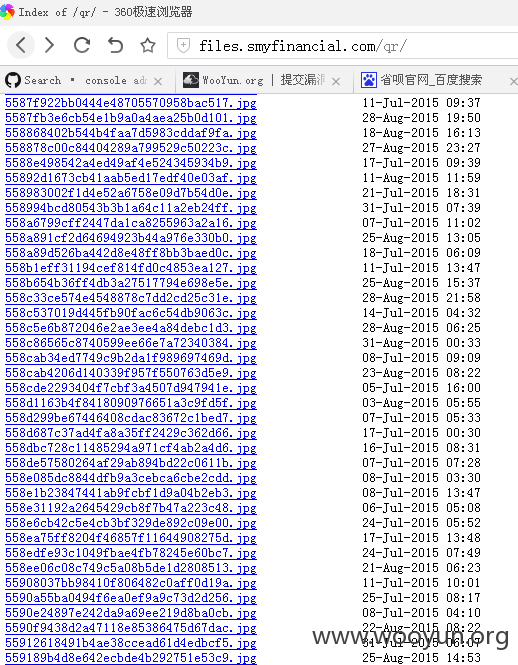 Index of /qr/ - 360极速浏览器
files.smyfinancial.com/qr/
Search · console adm
WooYun.org | 提交漏洞
省呗官网_百度搜索
5587f922bb0444e48705570958bac517.jpg 11-Jul-2015 09:37
5587fb3e6cb54e1b9a0a4aea25b0d101.jpg 28-Aug-2015 19:50
558868402b544b4faa7d5983cddaf9fa.jpg 18-Aug-2015 16:13
558878c00c84404289a799529c50223c.jpg 27-Aug-2015 23:27
5588e498542a4ed49af4e524345934b9.jpg 17-Jul-2015 09:39
55892d1673cb41aab5ed17edf40e03af.jpg 11-Aug-2015 11:59
558983002f1d4e52a6758e09d7b54d0e.jpg 21-Jul-2015 18:31
558994bcd80543b3b1a64c11a2eb24ff.jpg 31-Jul-2015 07:39
558a6799cff2447da1ca8255963a2a16.jpg 07-Jul-2015 11:02
558a891cf2d64694923b44a976e330b0.jpg 25-Aug-2015 13:05
558a89d526ba442d8e48ff8bb3baed0c.jpg 18-Jul-2015 06:09
558b1eff31194cef814fd0c4853ea127.jpg 11-Jul-2015 13:47
558b654b36ff4db3a27517794e698e5e.jpg 25-Aug-2015 15:37
558c33ce574e4548878c7dd2cd25c31e.jpg 28-Aug-2015 21:58
558c537019d445fb90fac6c54db9063c.jpg 14-Jul-2015 04:32
558c5e6b872046e2ae3ee4a84debc1d3.jpg 28-Aug-2015 06:25
558c86565c8740599ee66e7a72340384.jpg 31-Aug-2015 00:33
558cab34ed7749c9b2da1f989697469d.jpg 08-Jul-2015 09:09
558cab4206d140339f957f550763d5e9.jpg 23-Aug-2015 08:22
558cde2293404f7cbf3a4507d947941e.jpg 05-Jul-2015 16:00
558d1163b4f8418090976651a3c9fd5f.jpg 03-Aug-2015 05:55
558d299be67446408cdac83672c1bed7.jpg 07-Jul-2015 05:33
558d687c37ad4fa8a35ff2429c362d66.jpg 17-Jul-2015 00:30
558dbc728c11485294a971cf4ab2a4d6.jpg 16-Jul-2015 08:31
558de57580264af29ab894bd22c0611b.jpg 07-Jul-2015 07:28
558e085dc8844dfb9a3cebca6cbe2cdd.jpg 08-Jul-2015 03:30
558e1b23847441ab9fcbf1d9a04b2eb3.jpg 08-Jul-2015 13:47
558e31192a2645429cb8f7b47a223c48.jpg 06-Jul-2015 05:08
558e6cb42c5e4cb3bf329de892c09e00.jpg 24-Jul-2015 05:52
558ea75ff8204f46857f11644908275d.jpg 17-Jul-2015 13:48
558edfe93c1049fbae4fb78245e60bc7.jpg 24-Jul-2015 07:49
558ee06c08c749c5a08b5de1d2808513.jpg 21-Jul-2015 06:23
55908037bb98410f806482c0aff0d19a.jpg 11-Jul-2015 10:01
5590a55ba0494f6ea0ef9a9c73d2d256.jpg 25-Jul-2015 08:17
5590e24897e242da9a69ee219d8ba0cb.jpg 08-Jul-2015 04:10
5590f9438d2a47118e85386475d67dac.jpg 22-Aug-2015 08:22
55912618491b4ae38ccead61d4edbcf5.jpg 31-Jul-2015 06:07
559189b4d8e642ecbde4b292751e53c9.jpg 25-Aug-2015 14:53
www.wooyun.org